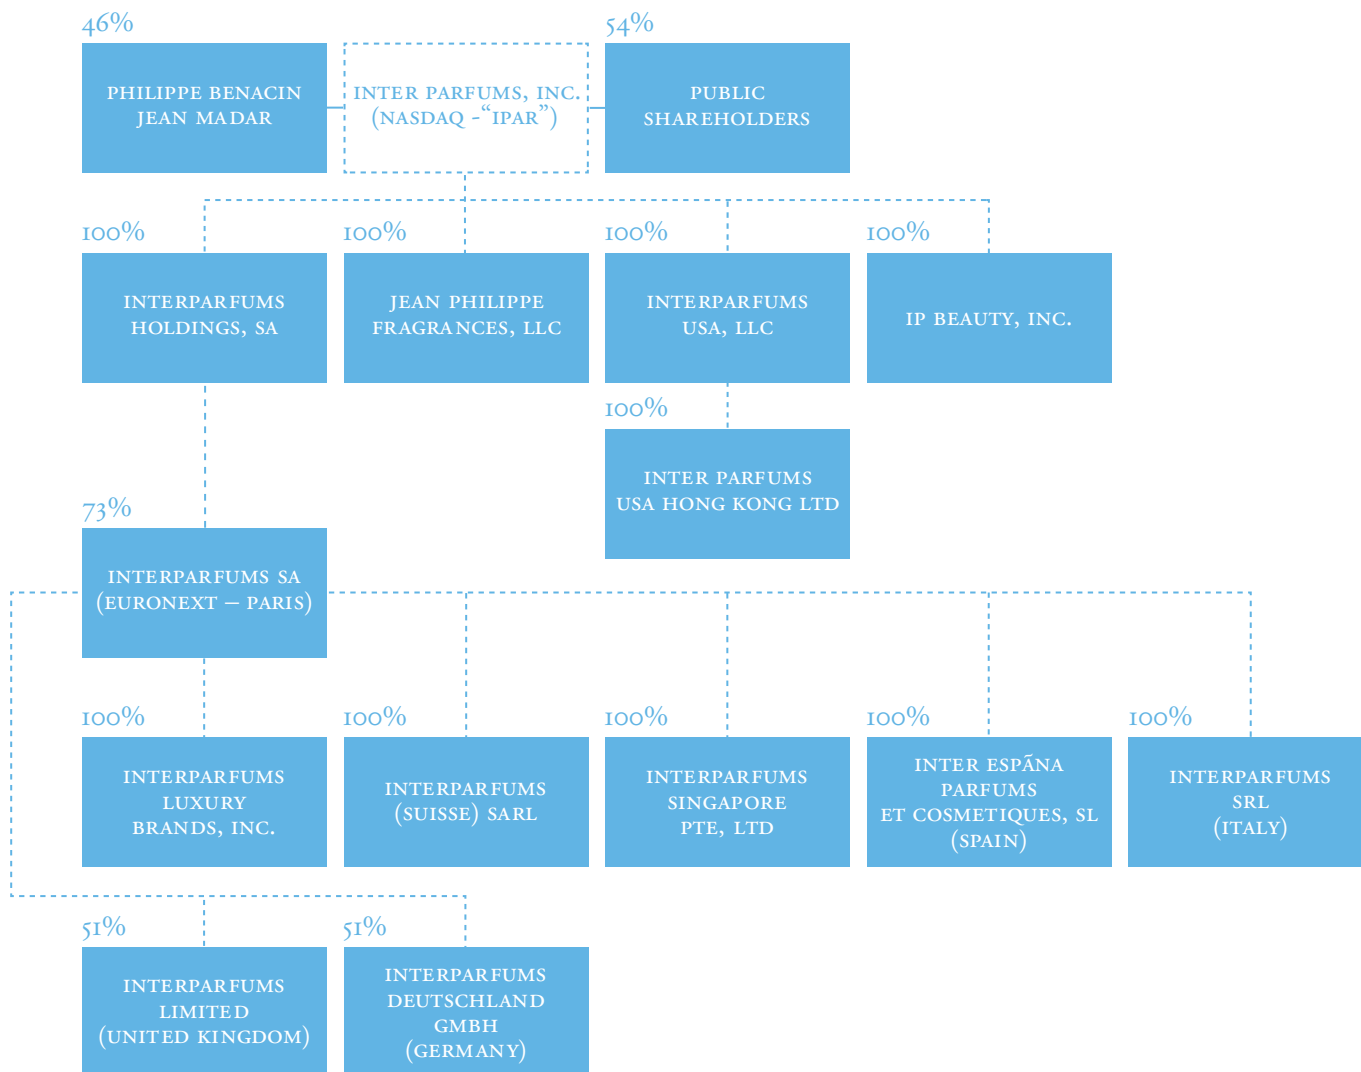 46%
PHILIPPE BENACIN
JEAN MADAR
INTER PARFUMS, INC.
(NASDAQ -“IPAR”)
54%
PUBLIC
SHAREHOLDERS
100%
INTERPARFUMS
HOLDINGS, SA
100%
JEAN PHILIPPE
FRAGRANCES, LLC
100%
INTERPARFUMS
USA, LLC
100%
IP BEAUTY, INC.
100%
INTER PARFUMS
USA HONG KONG LTD
73%
INTERPARFUMS SA
(EURONEXT – PARIS)
100%
INTERPARFUMS
LUXURY
BRANDS, INC.
100%
INTERPARFUMS
(SUISSE) SARL
100%
INTERPARFUMS
SINGAPORE
PTE, LTD
100%
INTER ESPÃNA
PARFUMS
ET COSMETIQUES, SL
(SPAIN)
100%
INTERPARFUMS
SRL
(ITALY)
51%
INTERPARFUMS
LIMITED
(UNITED KINGDOM)
51%
INTERPARFUMS
DEUTSCHLAND
GMBH
(GERMANY)